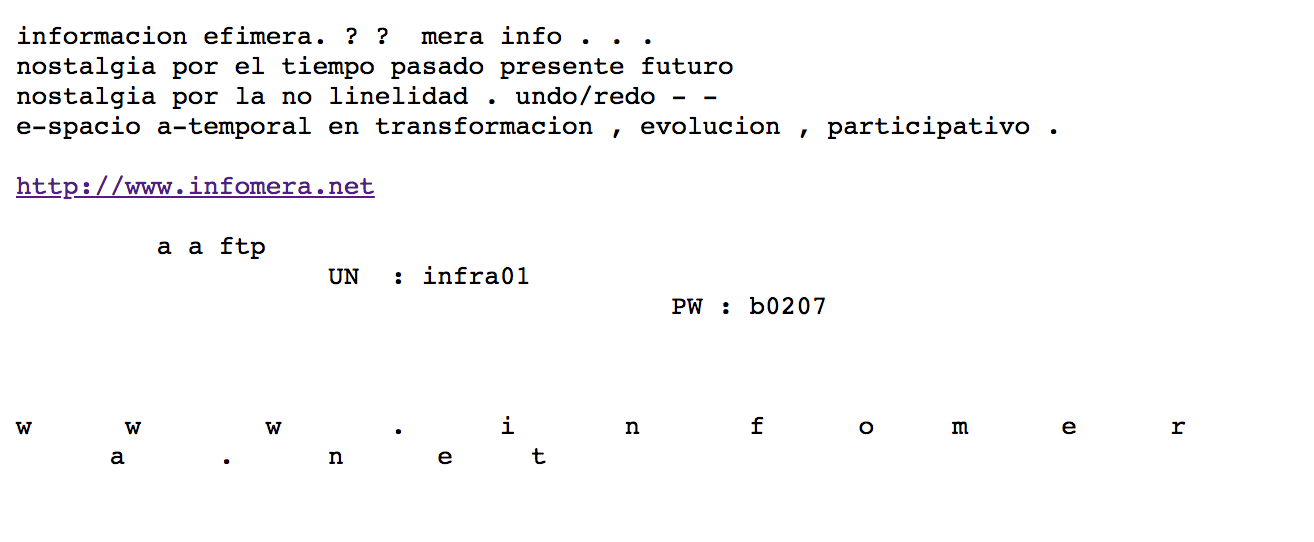 informacion efimera. ? ?  mera info . . .
nostalgia por el tiempo pasado presente futuro
nostalgia por la no linelidad . undo/redo - -
e-spacio a-temporal en transformacion , evolucion , participativo .
http://www.infomera.net
a a ftp
UN  : infra01
PW : b0207
w w w . i n f o m e r
a . n e t